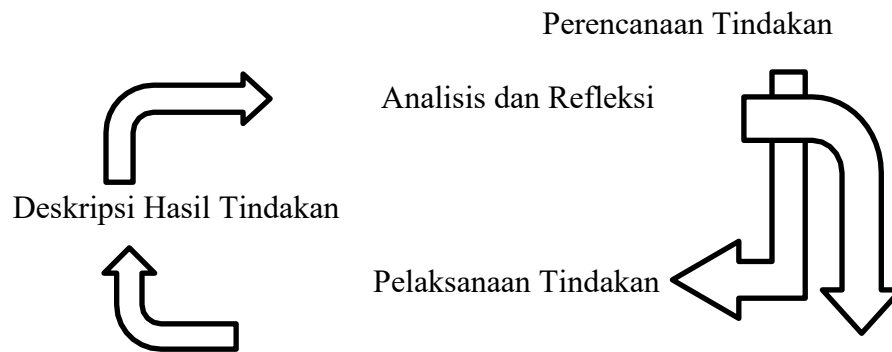 Perencanaan Tindakan
Analisis dan Refleksi
Deskripsi Hasil Tindakan
Pelaksanaan Tindakan